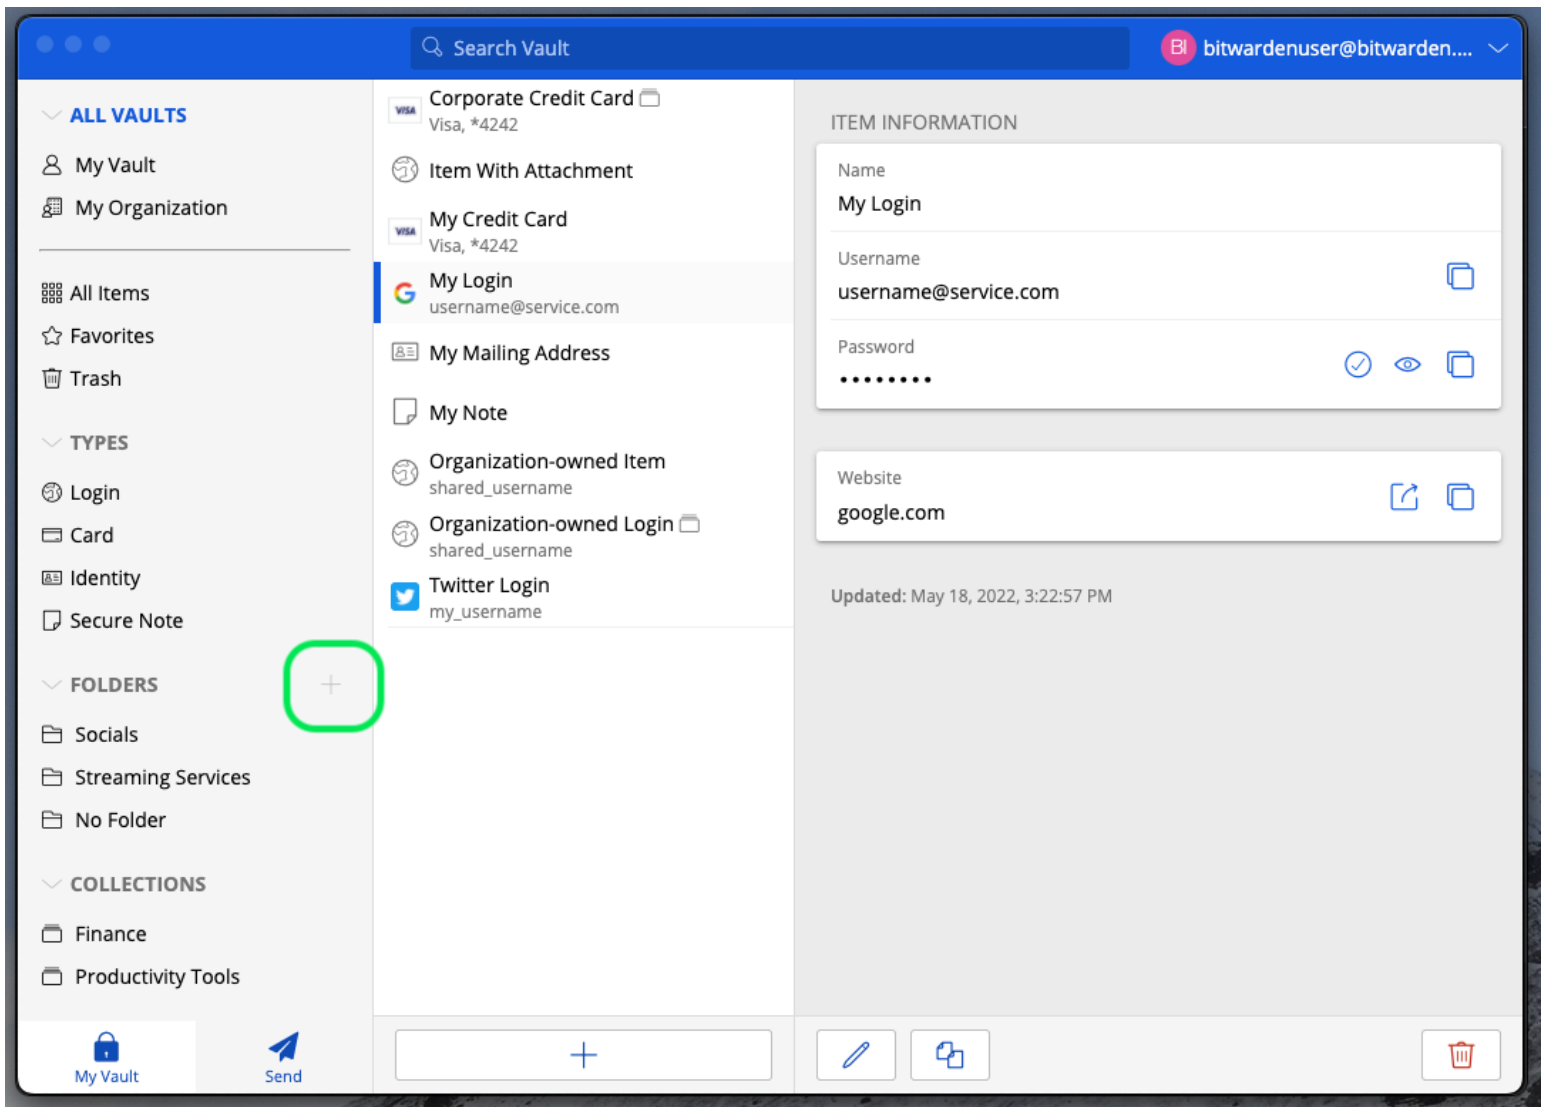 Search Vault
BI
bitwardenuser@bitwarden....
ALL VAULTS
My Vault
My Organization
All Items
Favorites
Trash
TYPES
Login
Card
Identity
Secure Note
FOLDERS
Socials
Streaming Services
No Folder
COLLECTIONS
Finance
Productivity Tools
My Vault
Send
VISA
Corporate Credit Card
Visa, *4242
Item With Attachment
VISA
My Credit Card
Visa, *4242
My Login
username@service.com
My Mailing Address
My Note
Organization-owned Item
shared_username
Organization-owned Login
shared_username
Twitter Login
my_username
ITEM INFORMATION
Name
My Login
Username
username@service.com
Password
••••••••
Website
google.com
Updated: May 18, 2022, 3:22:57 PM